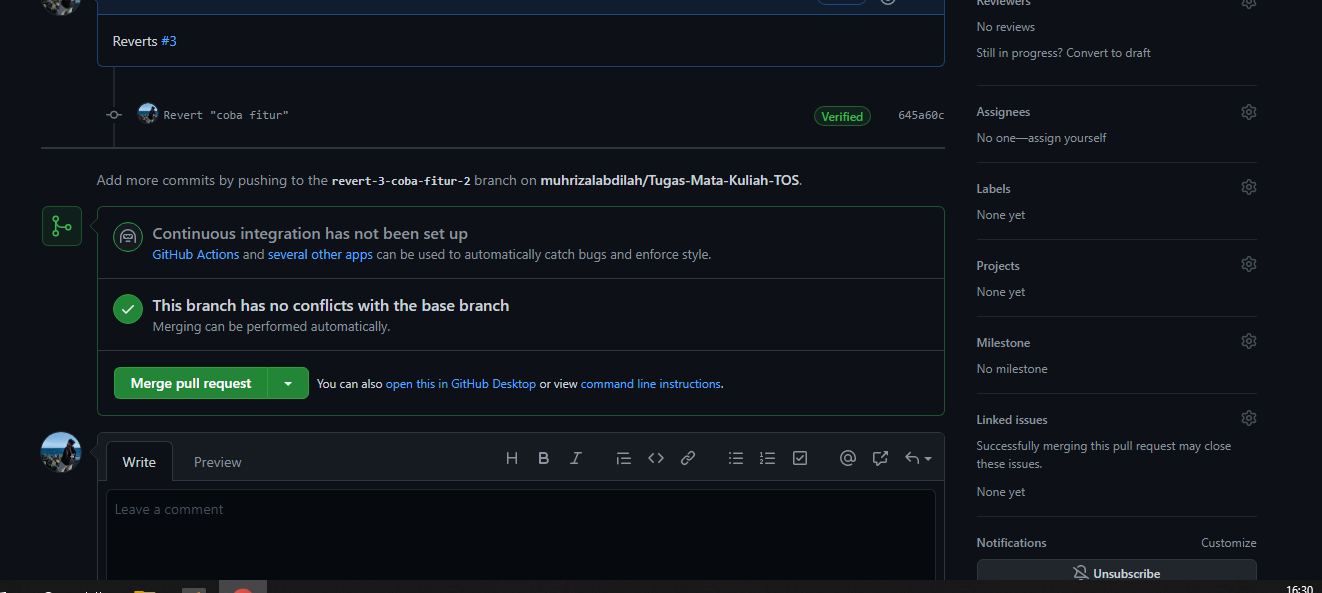 Reviewers
No reviews
Still in progress? Convert to draft
Reverts #3
Revert "coba fitur"
Verified
645a60c
Assignees
No one—assign yourself
Add more commits by pushing to the revert-3-coba-fitur-2 branch on muhrizalabdilah/Tugas-Mata-Kuliah-TOS.
Labels
None yet
Continuous integration has not been set up
GitHub Actions and several other apps can be used to automatically catch bugs and enforce style.
Projects
None yet
This branch has no conflicts with the base branch
Merging can be performed automatically.
Milestone
No milestone
Merge pull request
You can also open this in GitHub Desktop or view command line instructions.
Linked issues
Successfully merging this pull request may close
these issues.
None yet
Write
Preview
Leave a comment
Notifications
Customize
Unsubscribe
16:30